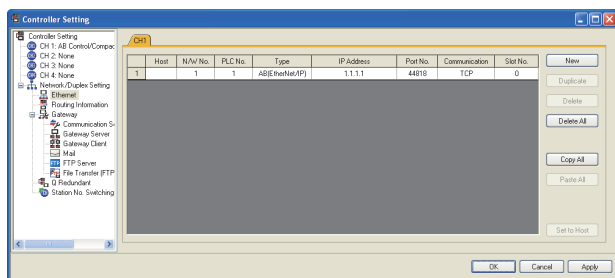 Controller Setting
Controller Setting
CH 1: AB Control/Compac
CH 2: None
CH 3: None
CH 4: None
Network/Duplex Setting
Ethernet
Routing Information
Gateway
Communication S
Gateway Server
Gateway Client
Mail
FTP FTP Server
File Transfer (FTP
Q Redundant
Station No. Switching
CH1
Host N/W No. PLC No. Type IP Address Port No. Communication Slot No.
1 1 1 AB(EtherNet/IP) 1.1.1.1 44818 TCP 0
New
Duplicate
Delete
Delete All
Copy All
Paste All
Set to Host
OK Cancel Apply